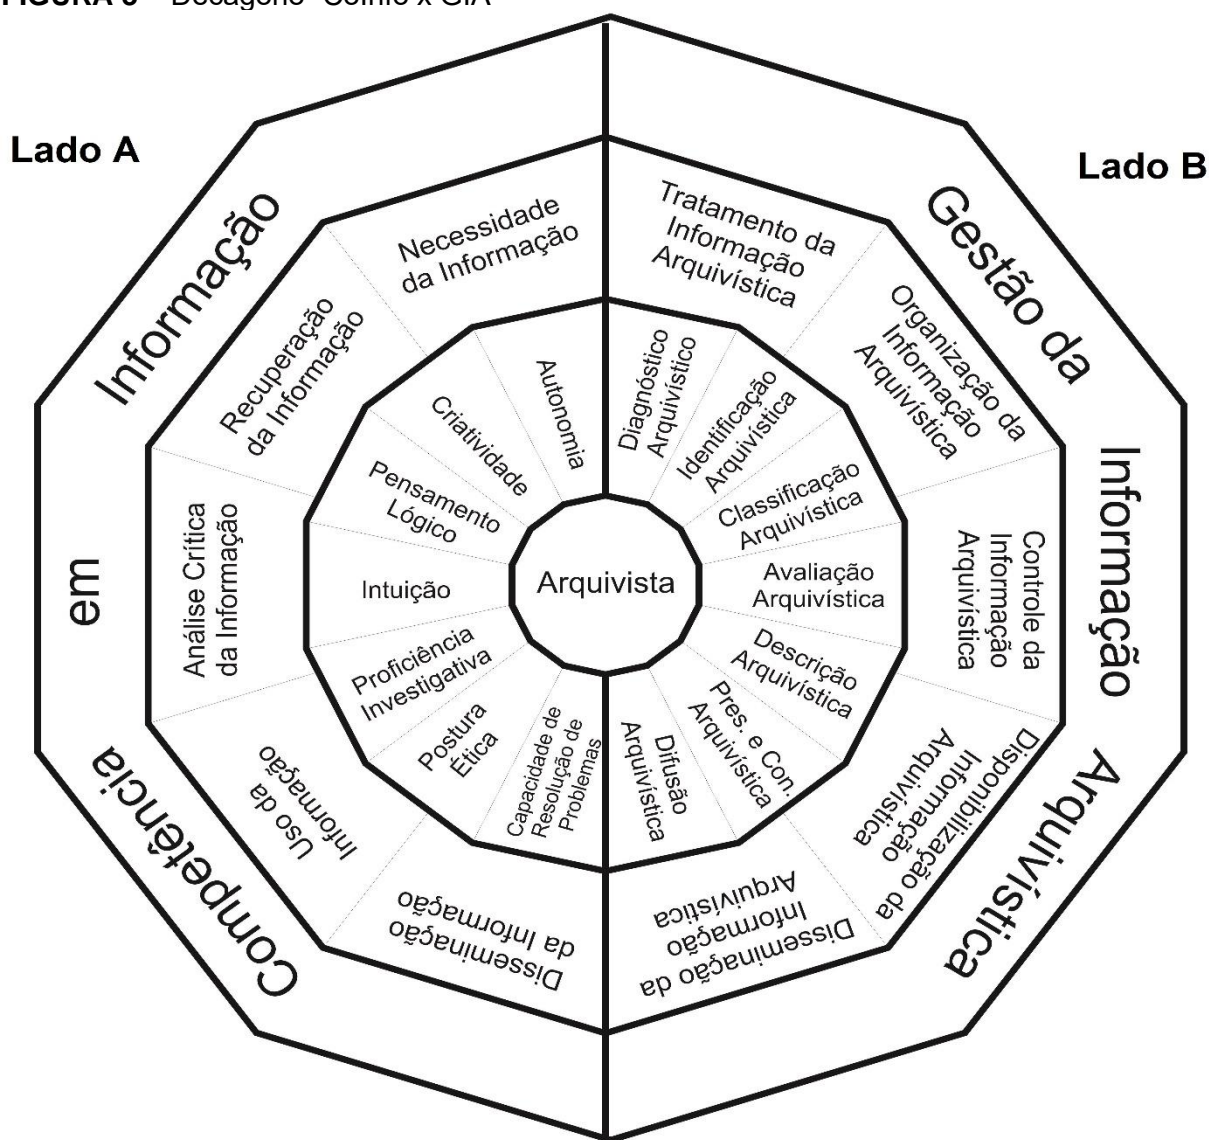 Decágono "CoInfo x GIA"
Lado A
Lado B
Competência
em
Informação
Gestão da
Informação
Arquivística
Necessidade
da Informação
Recuperação
da Informação
Análise Crítica
da Informação
Uso da
Informação
Disseminação
da Informação
Tratamento da
Informação
Arquivística
Organização da
Informação
Arquivística
Controle da
Informação
Arquivística
Disponibilização da
Informação
Arquivística
Disseminação da
Informação
Arquivística
Autonomia
Criatividade
Pensamento
Lógico
Intuição
Proficiência
Investigativa
Postura
Ética
Capacidade de
Resolução de
Problemas
Diagnóstico
Arquivístico
Identificação
Arquivística
Classificação
Arquivística
Avaliação
Arquivística
Descrição
Arquivística
Pres. e Con.
Arquivística
Difusão
Arquivística
Arquivista